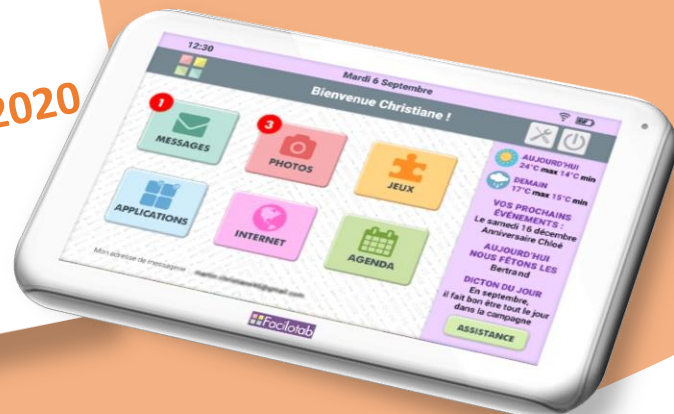 2020
12:30
Mardi 6 Septembre
Bienvenue Christiane !
1
MESSAGES
3
PHOTOS
JEUX
APPLICATIONS
INTERNET
AGENDA
Mon adresse de messagerie
AUJOURD'HUI
24°C max 14°C min
DEMAIN
17°C max 15°C min
VOS PROCHAINS
ÉVÉNEMENTS :
Le samedi 16 décembre
Anniversaire Chloé
AUJOURD'HUI
NOUS FÊTONS LES
Bertrand
DICTON DU JOUR
En septembre,
il fait bon être tout le jour
dans la campagne
ASSISTANCE
Facilotab